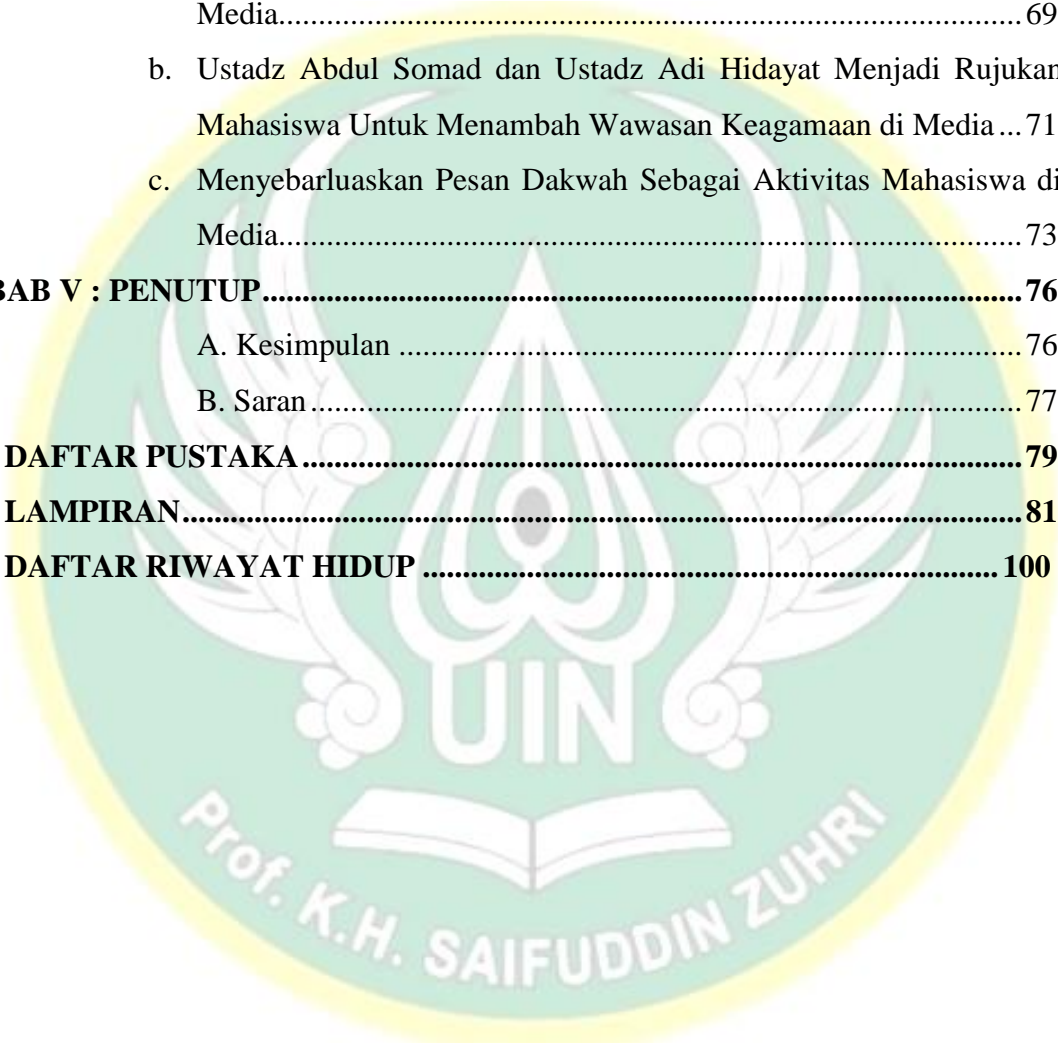 Media.......................................................................................69
b. Ustadz Abdul Somad dan Ustadz Adi Hidayat Menjadi Rujukan
Mahasiswa Untuk Menambah Wawasan Keagamaan di Media...71
c. Menyebarluaskan Pesan Dakwah Sebagai Aktivitas Mahasiswa di
Media.......................................................................................73
BAB V : PENUTUP.........................................................................................76
A. Kesimpulan.........................................................................76
B. Saran....................................................................................77
DAFTAR PUSTAKA......................................................................................79
LAMPIRAN....................................................................................................81
DAFTAR RIWAYAT HIDUP....................................................................100
UIN
Prof. K.H. SAIFUDDIN ZUHRI